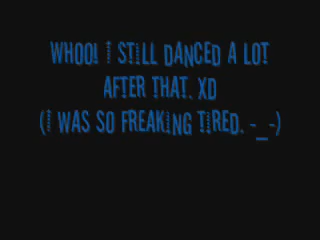 WHOO! I STILL DANCED A LOT
AFTER THAT. XD
(I WAS SO FREAKING TIRED. -_-)